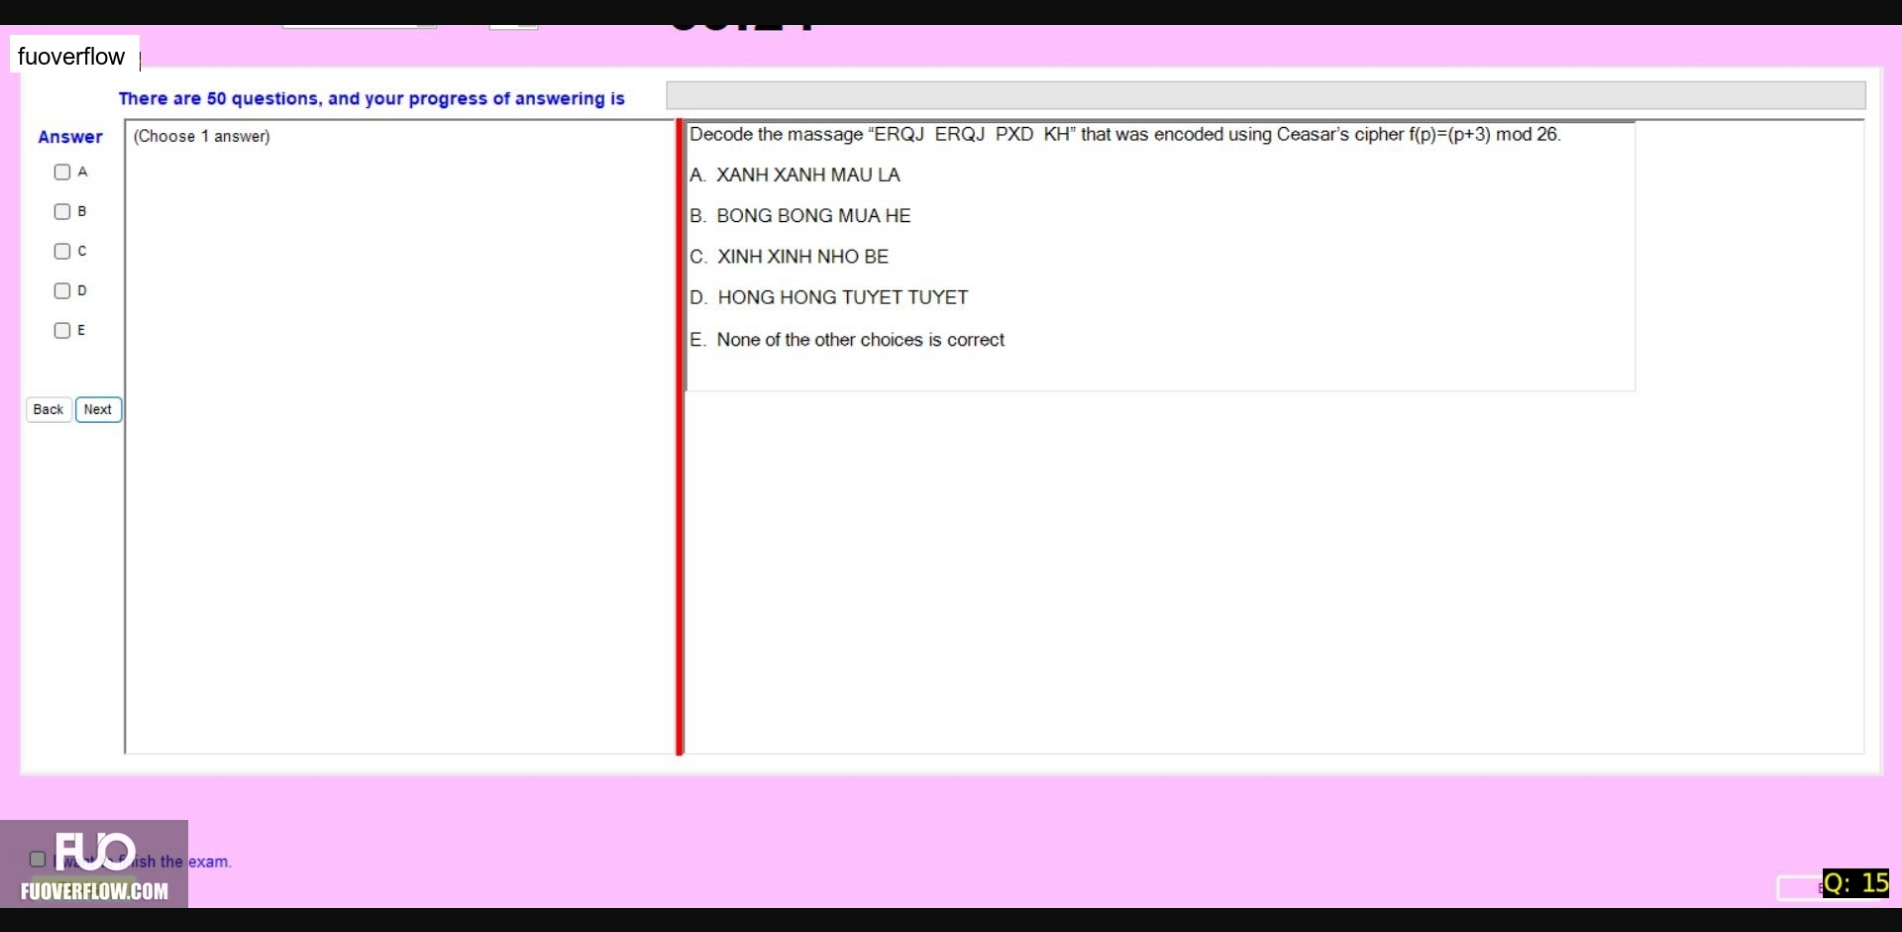 fuoverflow
There are 50 questions, and your progress of answering is
Answer
(Choose 1 answer)
A
B
C
D
E
Back Next
Decode the massage “ERQJ ERQJ PXD KH” that was encoded using Ceasar’s cipher f(p)=(p+3) mod 26.
A. XANH XANH MAU LA
B. BONG BONG MUA HE
C. XINH XINH NHO BE
D. HONG HONG TUYET TUYET
E. None of the other choices is correct
FUO
the exam.
FUOVERFLOW.COM
Q: 15